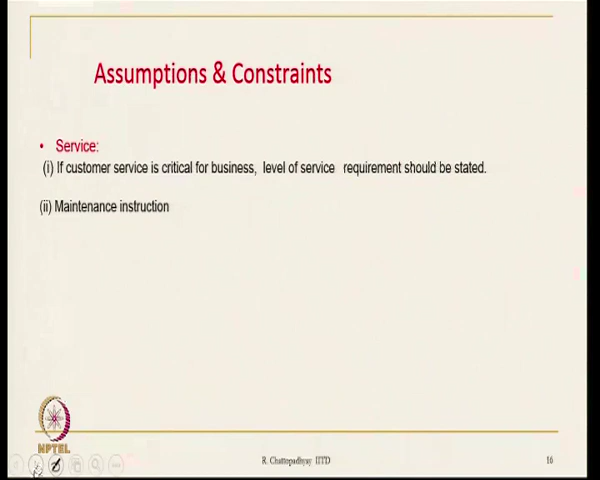 Assumptions & Constraints
• Service:
(i) If customer service is critical for business, level of service requirement should be stated.
(ii) Maintenance instruction
NPTEL
R. Chattopadhyay IITD
16